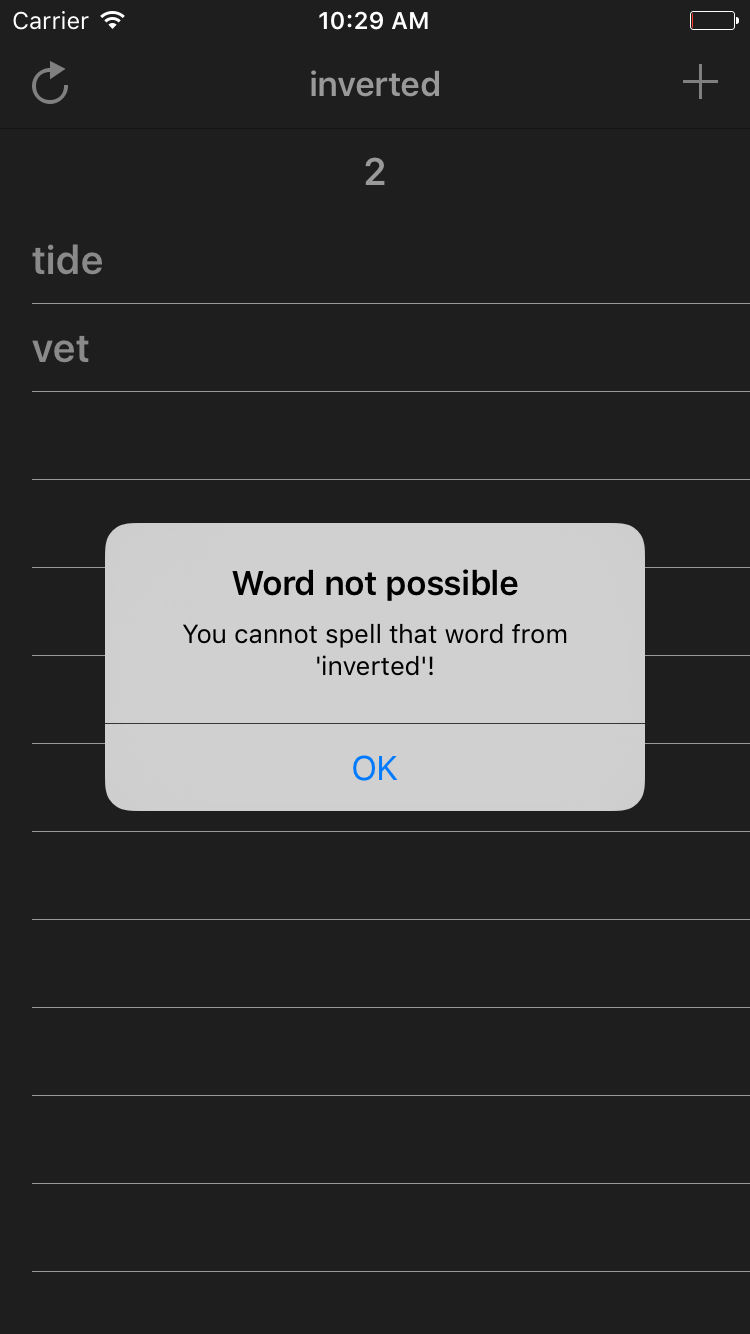 Carrier 10:29 AM
inverted
2
tide
vet
Word not possible
You cannot spell that word from
'inverted'!
OK